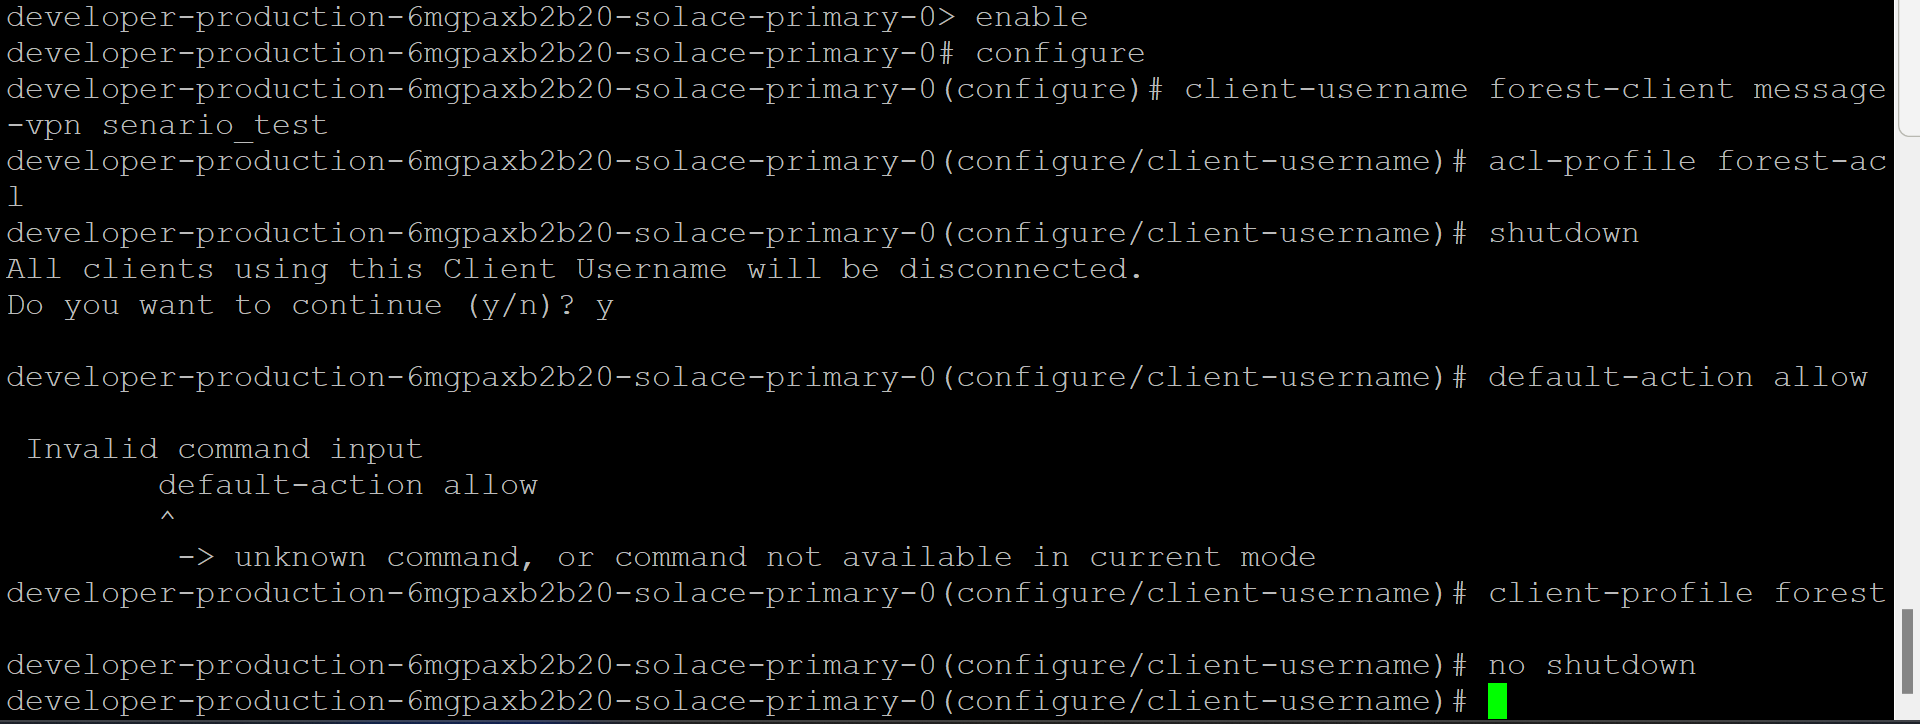 developer-production-6mgpaxb2b20-solace-primary-0> enable
developer-production-6mgpaxb2b20-solace-primary-0# configure
developer-production-6mgpaxb2b20-solace-primary-0(configure)# client-username forest-client message
-vpn senario_test
developer-production-6mgpaxb2b20-solace-primary-0(configure/client-username)# acl-profile forest-ac
l
developer-production-6mgpaxb2b20-solace-primary-0(configure/client-username)# shutdown
All clients using this Client Username will be disconnected.
Do you want to continue (y/n)? y
developer-production-6mgpaxb2b20-solace-primary-0(configure/client-username)# default-action allow
Invalid command input
default-action allow
^
-> unknown command, or command not available in current mode
developer-production-6mgpaxb2b20-solace-primary-0(configure/client-username)# client-profile forest
developer-production-6mgpaxb2b20-solace-primary-0(configure/client-username)# no shutdown
developer-production-6mgpaxb2b20-solace-primary-0(configure/client-username)#